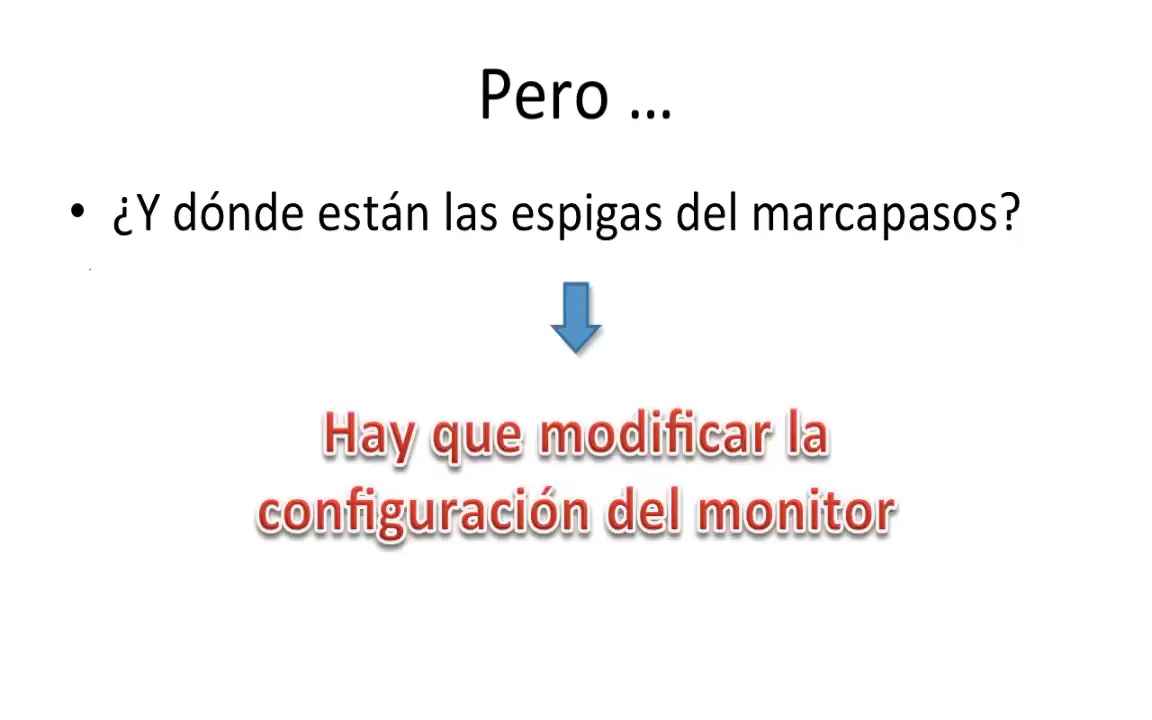 Pero ...
• ¿Y dónde están las espigas del marcapasos?
Hay que modificar la
configuración del monitor